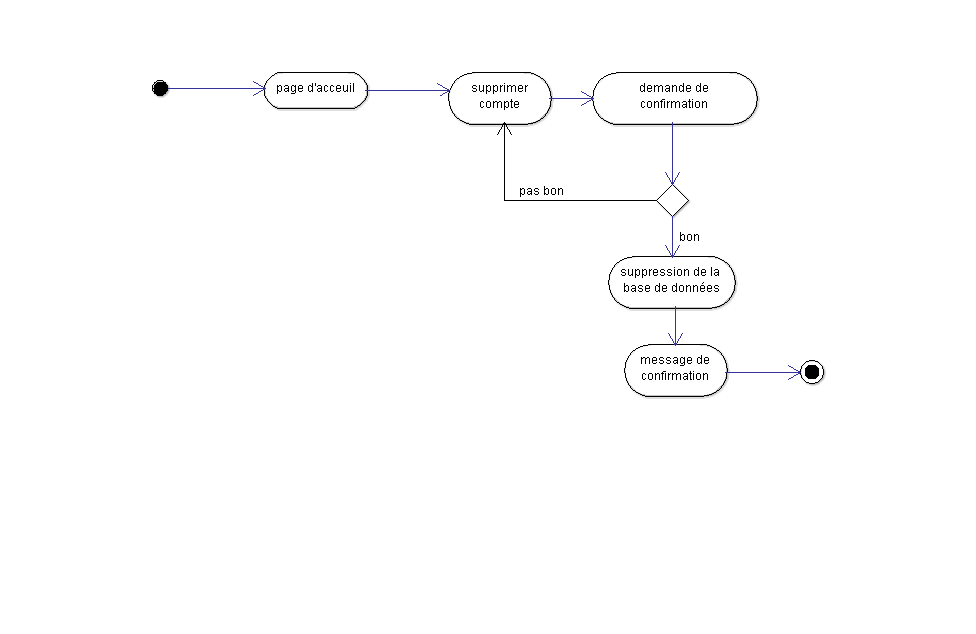 page d'acceuil
supprimer
compte
demande de
confirmation
pas bon
bon
suppression de la
base de données
message de
confirmation